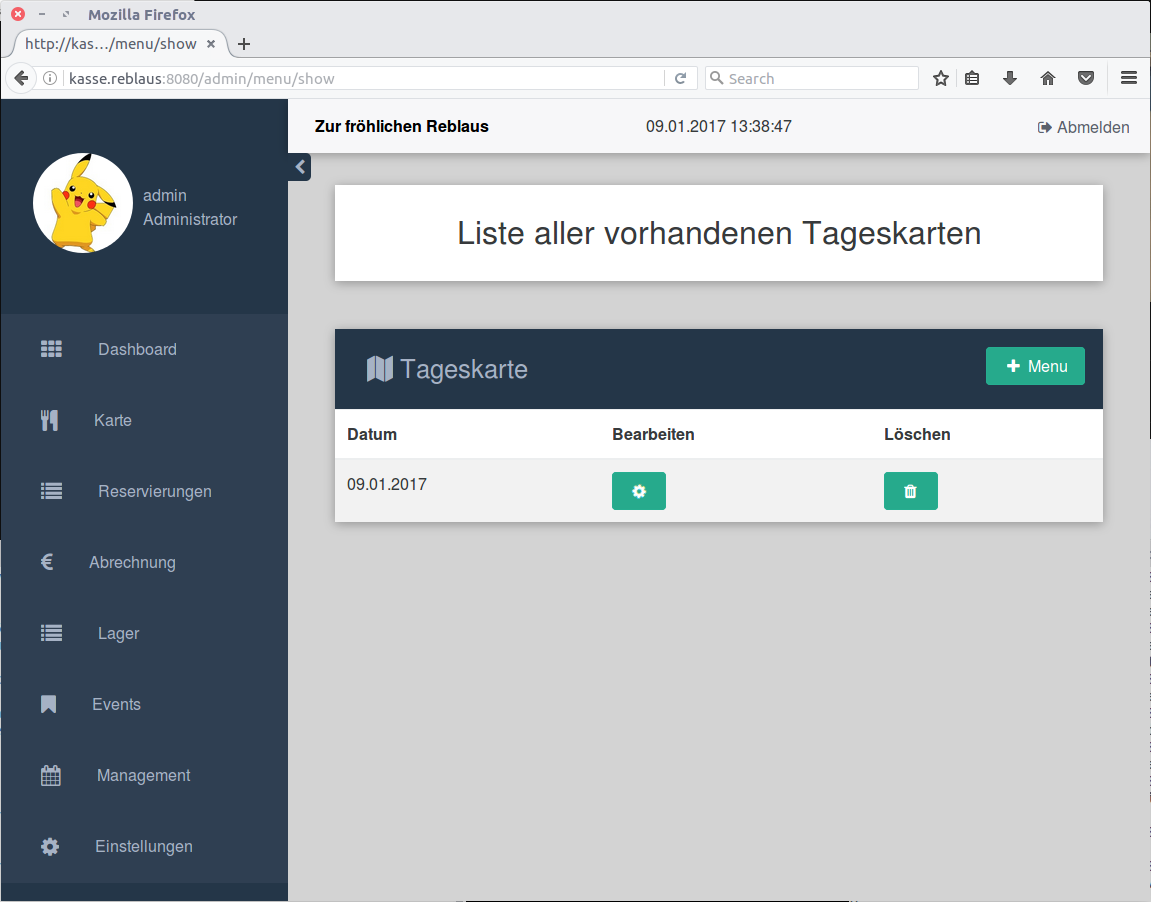 Mozilla Firefox
http://kas.../menu/show
kasse.reblaus:8080/admin/menu/show
Search
Zur fröhlichen Reblaus
09.01.2017 13:38:47
Abmelden
admin
Administrator
Dashboard
Karte
Reservierungen
Abrechnung
Lager
Events
Management
Einstellungen
Liste aller vorhandenen Tageskarten
Tageskarte
Menu
Datum Bearbeiten Löschen
09.01.2017